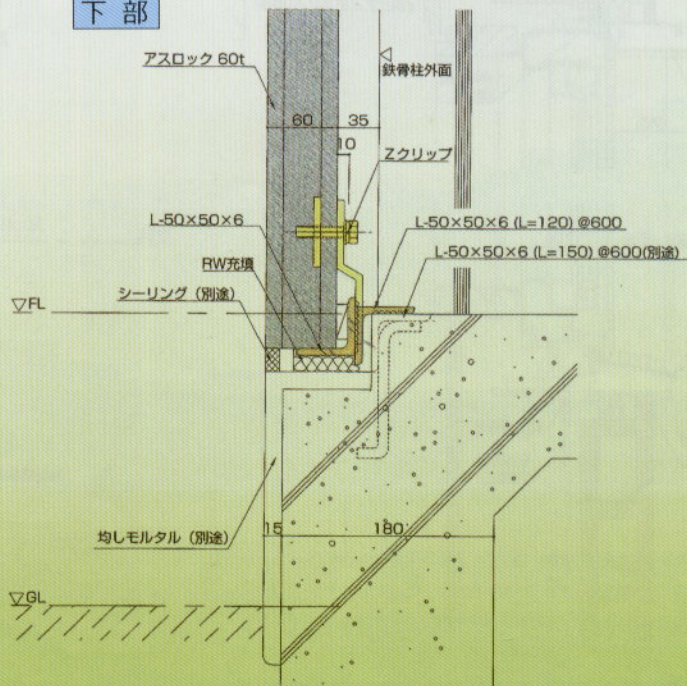 下部
アスロック 60t
鉄骨柱外面
60
35
10
Zクリップ
L-50×50×6
L-50×50×6 (L=120) @600
RW充填
L-50×50×6 (L=150) @600(別途)
シーリング（別途）
▽FL
15
180
均しモルタル（別途）
▽GL